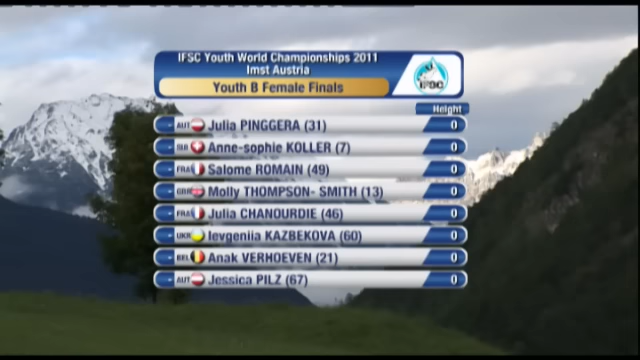 IFSC Youth World Championships 2011
Imst Austria
IFSC
Youth B Female Finals
Height
AUT Julia PINGGERA (31) 0
SUI Anne-sophie KOLLER (7) 0
FRA Salome ROMAIN (49) 0
GBR Molly THOMPSON- SMITH (13) 0
FRA Julia CHANOURDIE (46) 0
UKR Ievgeniia KAZBEKOVA (60) 0
BEL Anak VERHOEVEN (21) 0
AUT Jessica PILZ (67) 0